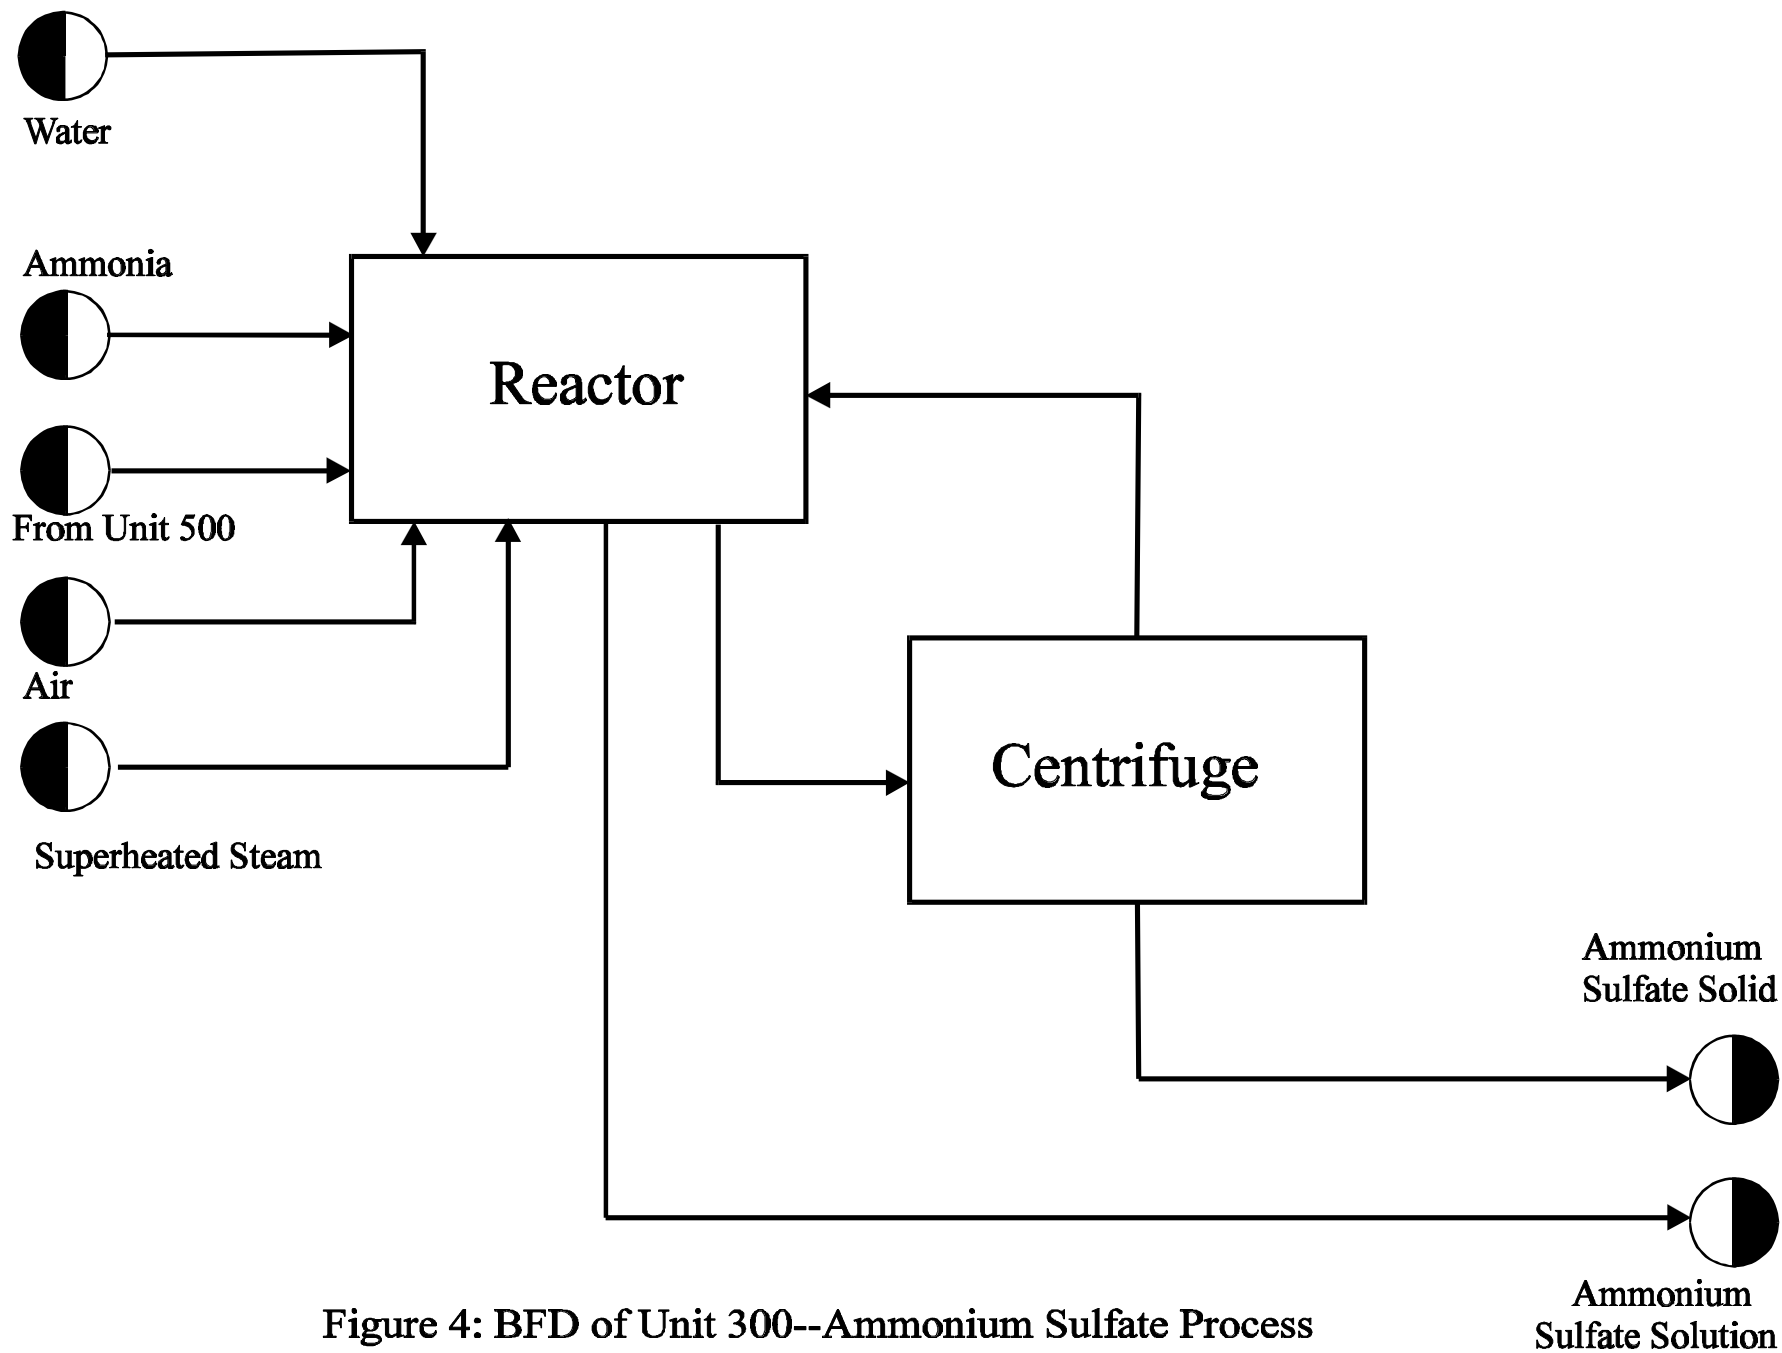 Water
Ammonia
Reactor
From Unit 500
Air
Centrifuge
Superheated Steam
Ammonium
Sulfate Solid
Ammonium
Sulfate Solution
Figure 4: BFD of Unit 300--Ammonium Sulfate Process